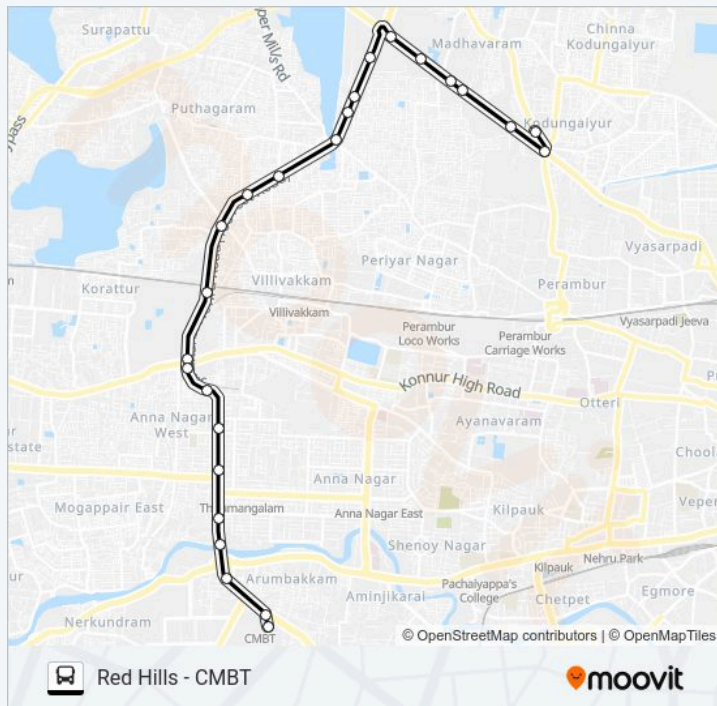 Surapattu
Madhavaram
Chinna
Kodungaiyur
Puthagaram
Kodungaiyur
Vyasarpadi
Periyar Nagar
Korattur
Villivakkam
Perambur
Villivakkam
Perambur
Loco Works
Perambur
Carriage Works
Vyasarpadi Jeeva
Konnur High Road
Otteri
Anna Nagar
West
Ayanavaram
Anna Nagar
Mogappair East
Anna Nagar East
Kilpauk
Shenoy Nagar
Nehru Park
Kilpauk
Arumbakkam
Pachaiyappa's
College
Chetpet
Egmore
Aminjikarai
Nerkundram
CMBT
© OpenStreetMap contributors | © OpenMapTiles
Red Hills - CMBT
moovit